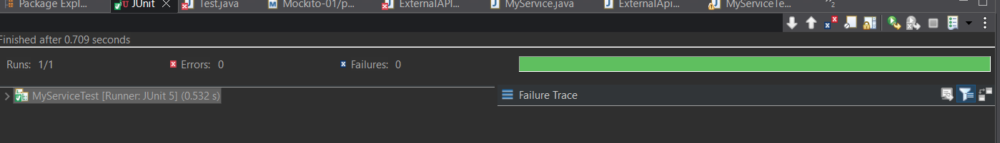 Package Expl...
JUnit
Test.java
Mockito-01/p...
ExternalAPI...
MyService.java
ExternalApi...
MyServiceTe...
2
Finished after 0.709 seconds
Runs: 1/1
Errors: 0
Failures: 0
MyServiceTest [Runner: JUnit 5] (0.532 s)
Failure Trace